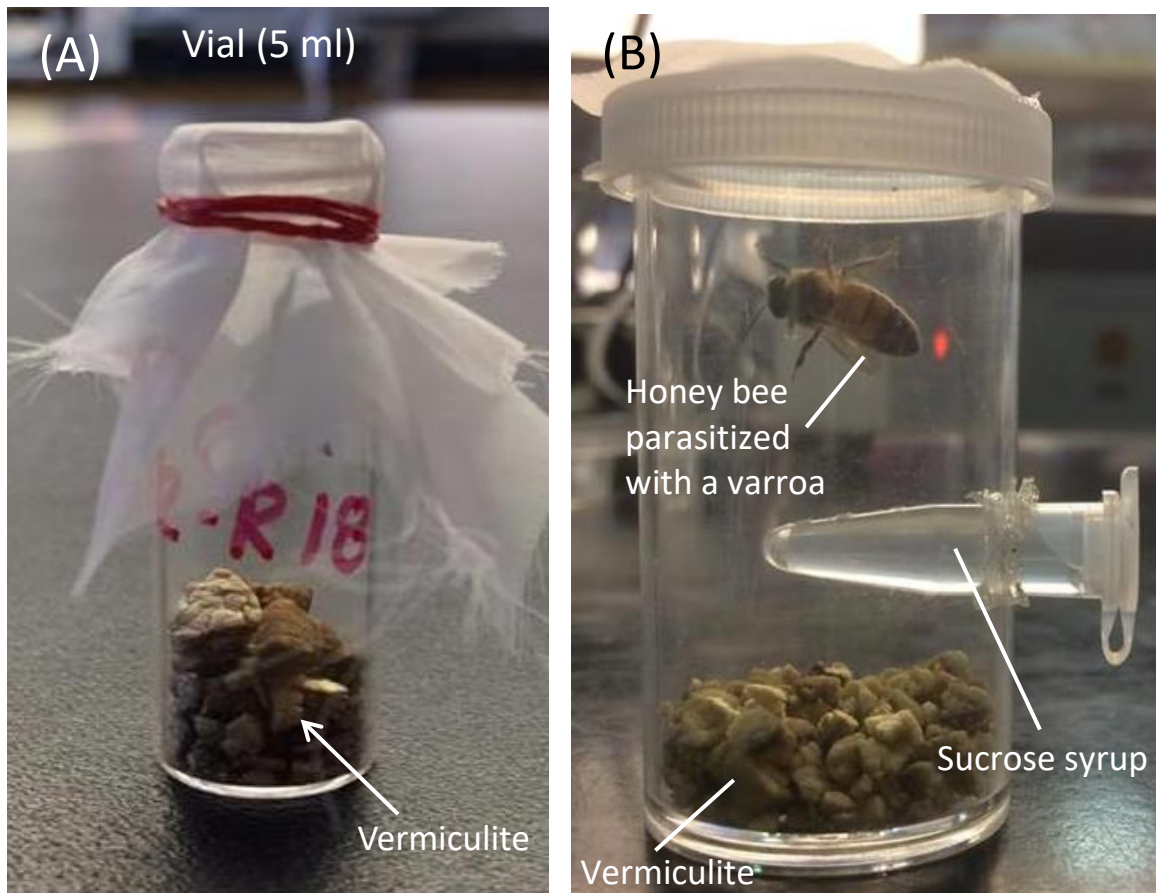 (A)
Vial (5 ml)
-R18
Vermiculite
(B)
Honey bee
parasitized
with a varroa
Sucrose syrup
Vermiculite